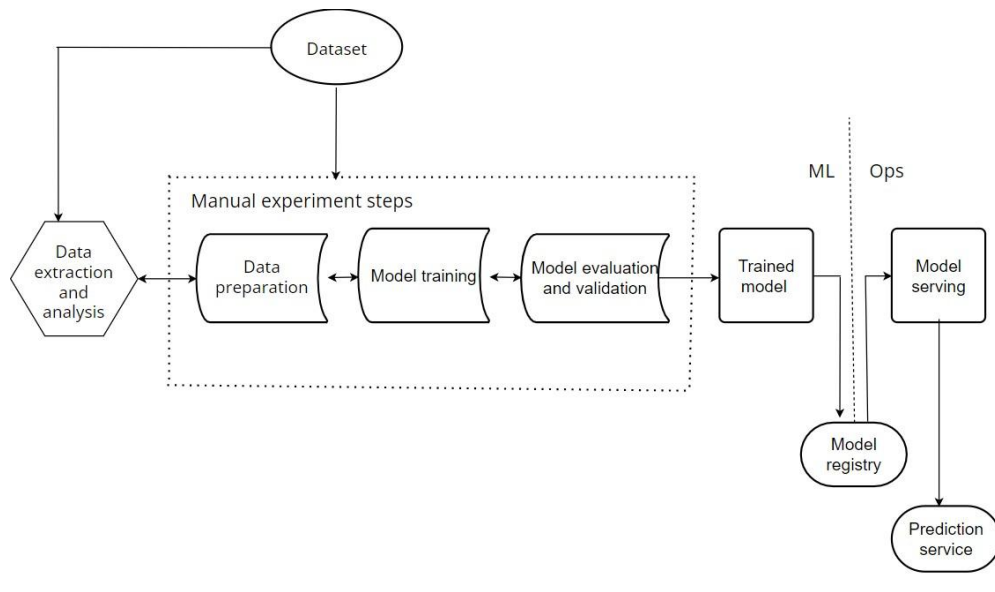 Dataset
ML
Ops
Manual experiment steps
Data
extraction
and
analysis
Data
preparation
Model training
Model evaluation
and validation
Trained
model
Model
serving
Model
registry
Prediction
service